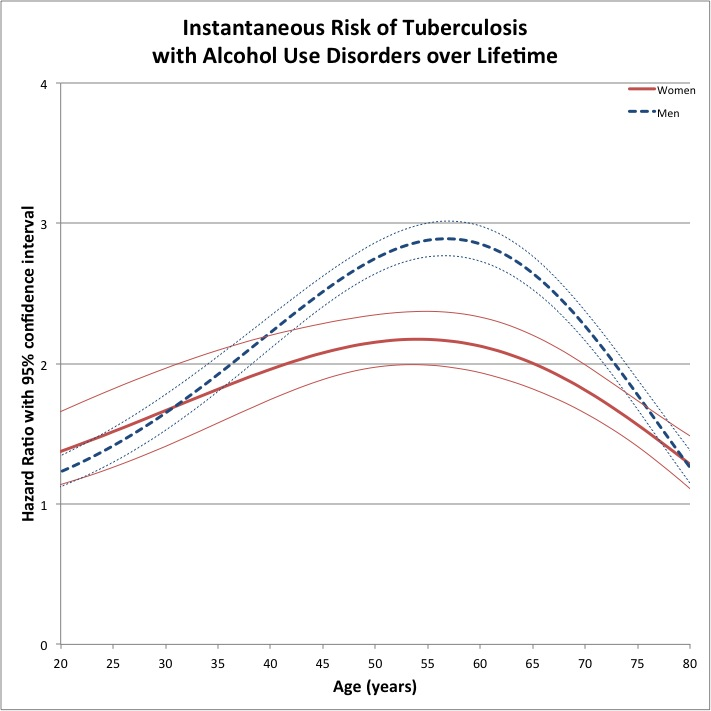 Instantaneous Risk of Tuberculosis
with Alcohol Use Disorders over Lifetime
Women
Men
4
3
2
1
0
Hazard Ratio with 95% confidence interval
20 25 30 35 40 45 50 55 60 65 70 75 80
Age (years)